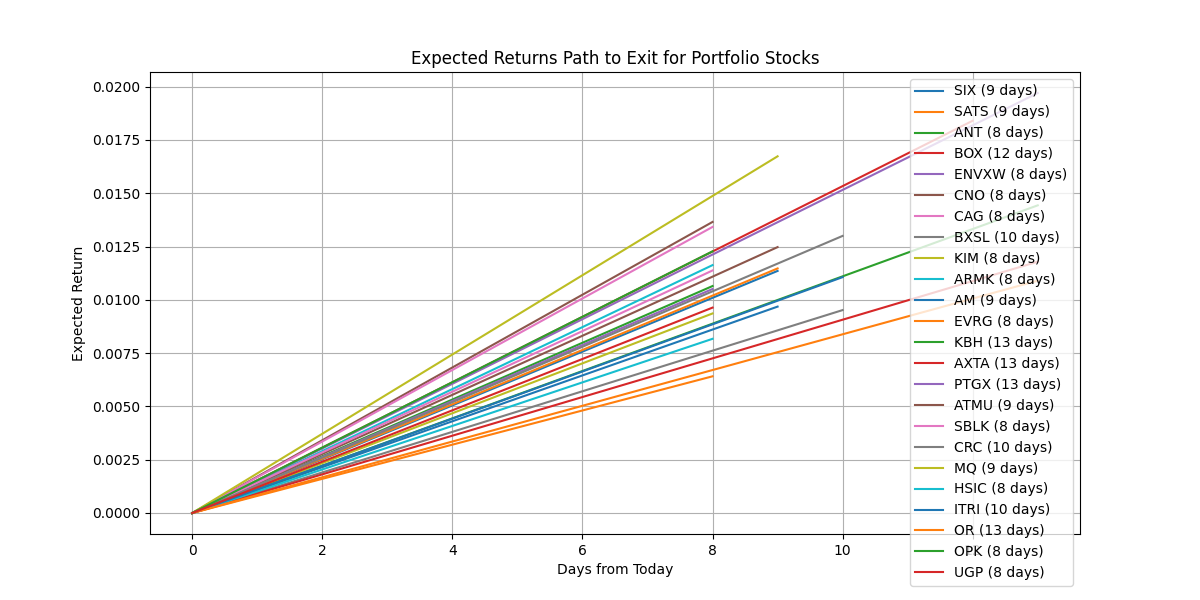 Expected Returns Path to Exit for Portfolio Stocks
0.0200
0.0175
0.0150
0.0125
0.0100
0.0075
0.0050
0.0025
0.0000
Expected Return
0
2
4
6
8
10
Days from Today
SIX (9 days)
SATS (9 days)
ANT (8 days)
BOX (12 days)
ENVXW (8 days)
CNO (8 days)
CAG (8 days)
BXSL (10 days)
KIM (8 days)
ARMK (8 days)
AM (9 days)
EVRG (8 days)
KBH (13 days)
AXTA (13 days)
PTGX (13 days)
ATMU (9 days)
SBLK (8 days)
CRC (10 days)
MQ (9 days)
HSIC (8 days)
ITRI (10 days)
OR (13 days)
OPK (8 days)
UGP (8 days)